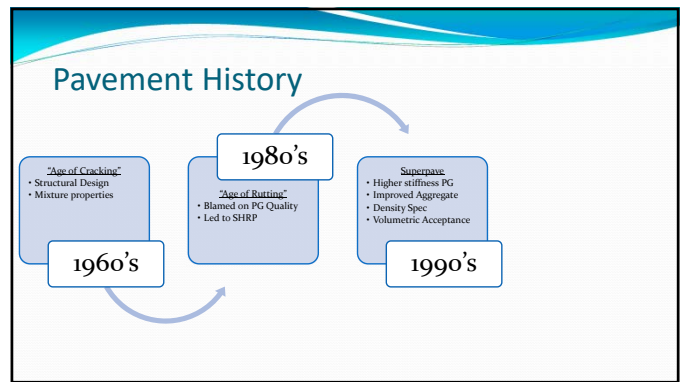 Pavement History
"Age of Cracking"
• Structural Design
• Mixture properties
1960's
1980's
"Age of Rutting"
• Blamed on PG Quality
• Led to SHRP
Superpave
• Higher stiffness PG
• Improved Aggregate
• Density Spec
• Volumetric Acceptance
1990's